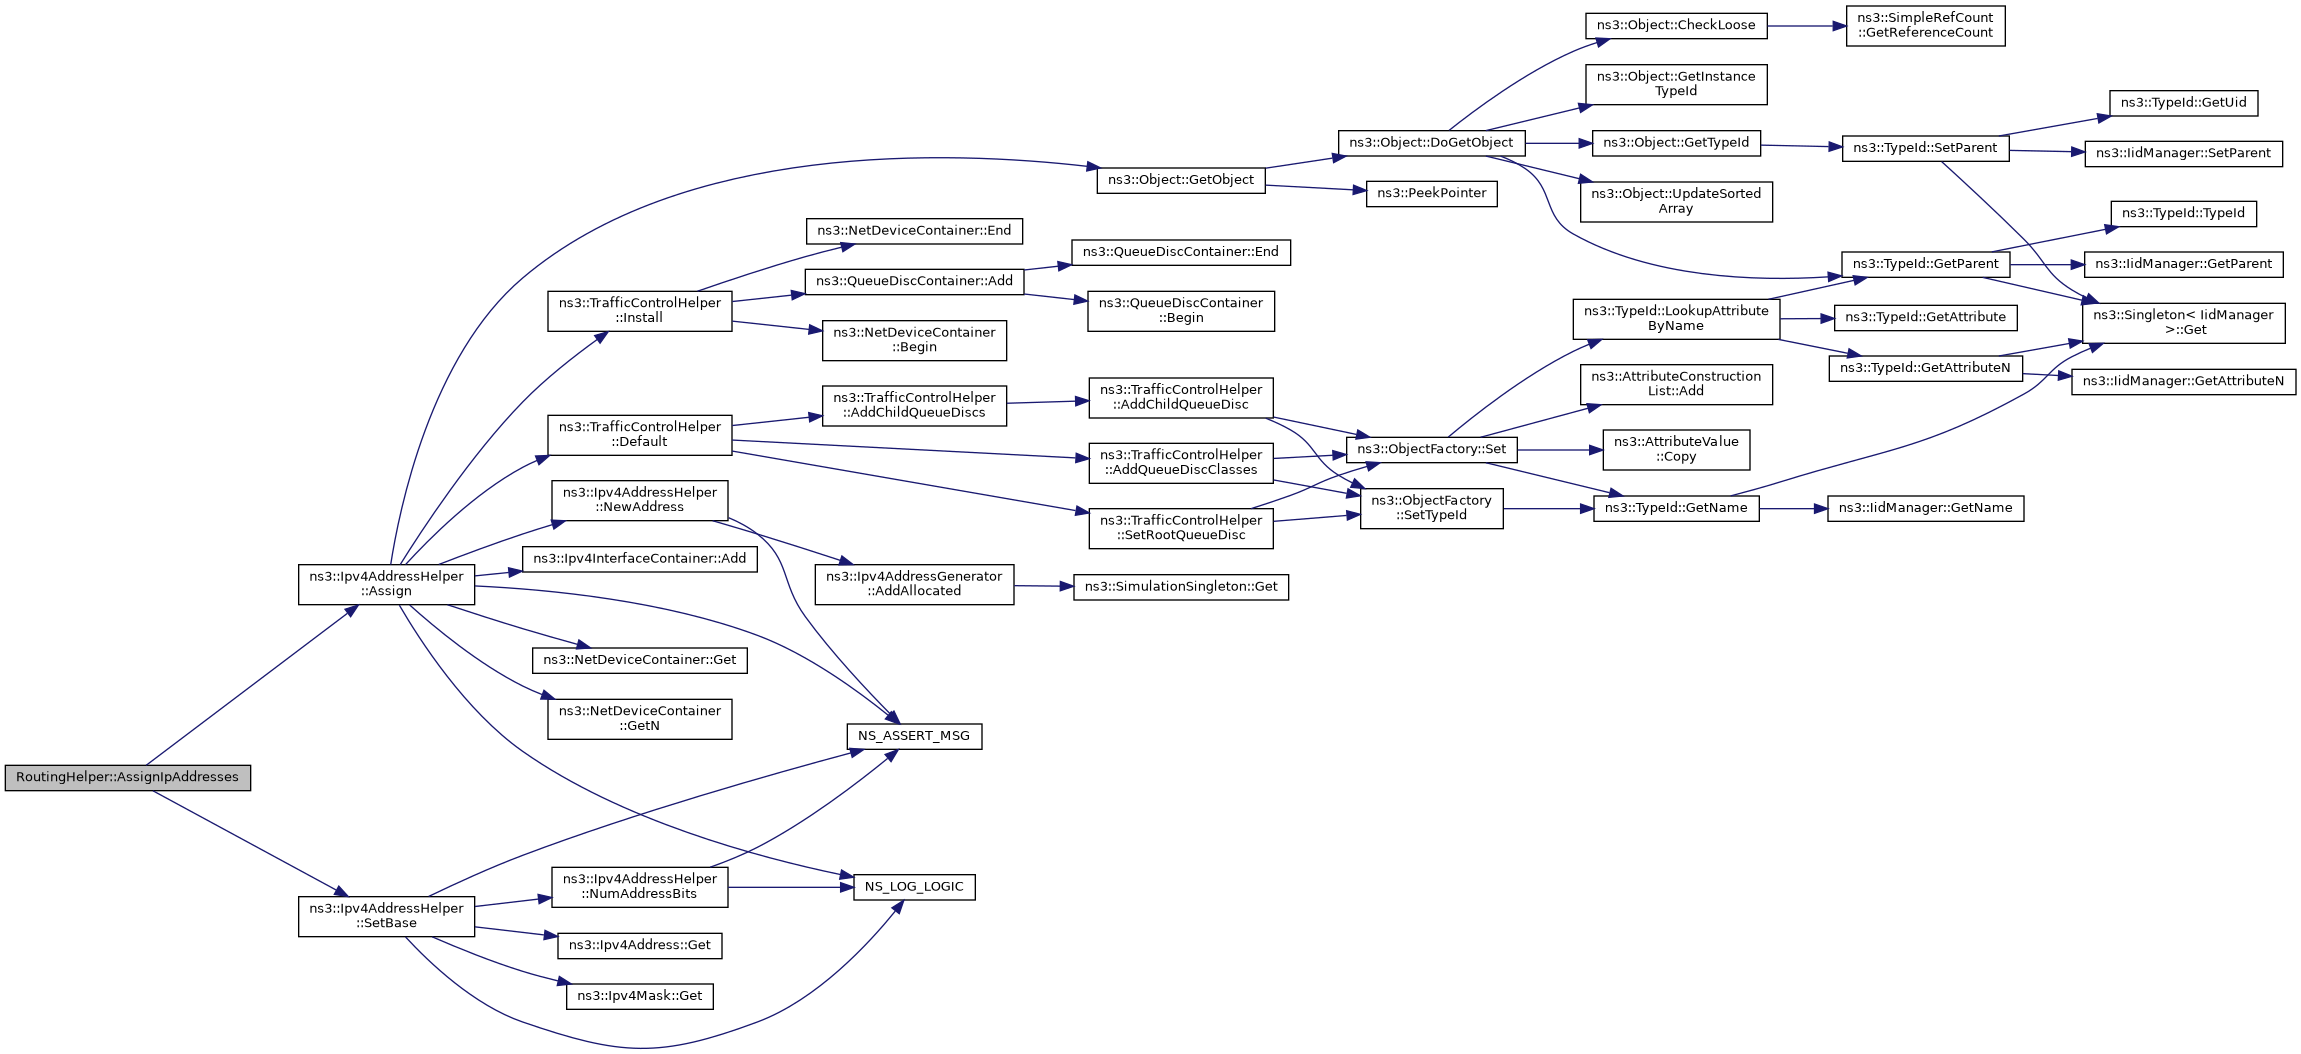 RoutingHelper::AssignIpAddresses
ns3::Ipv4AddressHelper
::Assign
ns3::Ipv4AddressHelper
::SetBase
ns3::TrafficControlHelper
::Install
ns3::TrafficControlHelper
::Default
ns3::Ipv4AddressHelper
::NewAddress
ns3::Ipv4InterfaceContainer::Add
ns3::NetDeviceContainer::Get
ns3::NetDeviceContainer
::GetN
ns3::Ipv4AddressHelper
::NumAddressBits
ns3::Ipv4Address::Get
ns3::Ipv4Mask::Get
ns3::NetDeviceContainer::End
ns3::QueueDiscContainer::Add
ns3::NetDeviceContainer
::Begin
ns3::TrafficControlHelper
::AddChildQueueDiscs
ns3::Ipv4AddressGenerator
::AddAllocated
NS_ASSERT_MSG
NS_LOG_LOGIC
ns3::Object::GetObject
ns3::QueueDiscContainer::End
ns3::QueueDiscContainer
::Begin
ns3::TrafficControlHelper
::AddChildQueueDisc
ns3::TrafficControlHelper
::AddQueueDiscClasses
ns3::TrafficControlHelper
::SetRootQueueDisc
ns3::SimulationSingleton::Get
ns3::Object::DoGetObject
ns3::PeekPointer
ns3::ObjectFactory::Set
ns3::ObjectFactory
::SetTypeId
ns3::Object::CheckLoose
ns3::Object::GetInstance
TypeId
ns3::Object::GetTypeId
ns3::Object::UpdateSorted
Array
ns3::TypeId::LookupAttribute
ByName
ns3::AttributeConstruction
List::Add
ns3::AttributeValue
::Copy
ns3::TypeId::GetName
ns3::SimpleRefCount
::GetReferenceCount
ns3::TypeId::SetParent
ns3::TypeId::GetParent
ns3::TypeId::GetAttribute
ns3::TypeId::GetAttributeN
ns3::IidManager::GetName
ns3::TypeId::GetUid
ns3::IidManager::SetParent
ns3::TypeId::TypeId
ns3::IidManager::GetParent
ns3::Singleton< IidManager
>::Get
ns3::IidManager::GetAttributeN